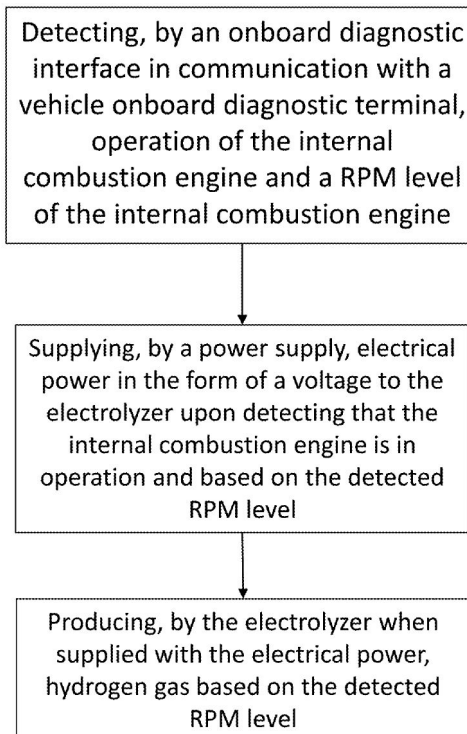 Detecting, by an onboard diagnostic
interface in communication with a
vehicle onboard diagnostic terminal,
operation of the internal
combustion engine and a RPM level
of the internal combustion engine
Supplying, by a power supply, electrical
power in the form of a voltage to the
electrolyzer upon detecting that the
internal combustion engine is in
operation and based on the detected
RPM level
Producing, by the electrolyzer when
supplied with the electrical power,
hydrogen gas based on the detected
RPM level